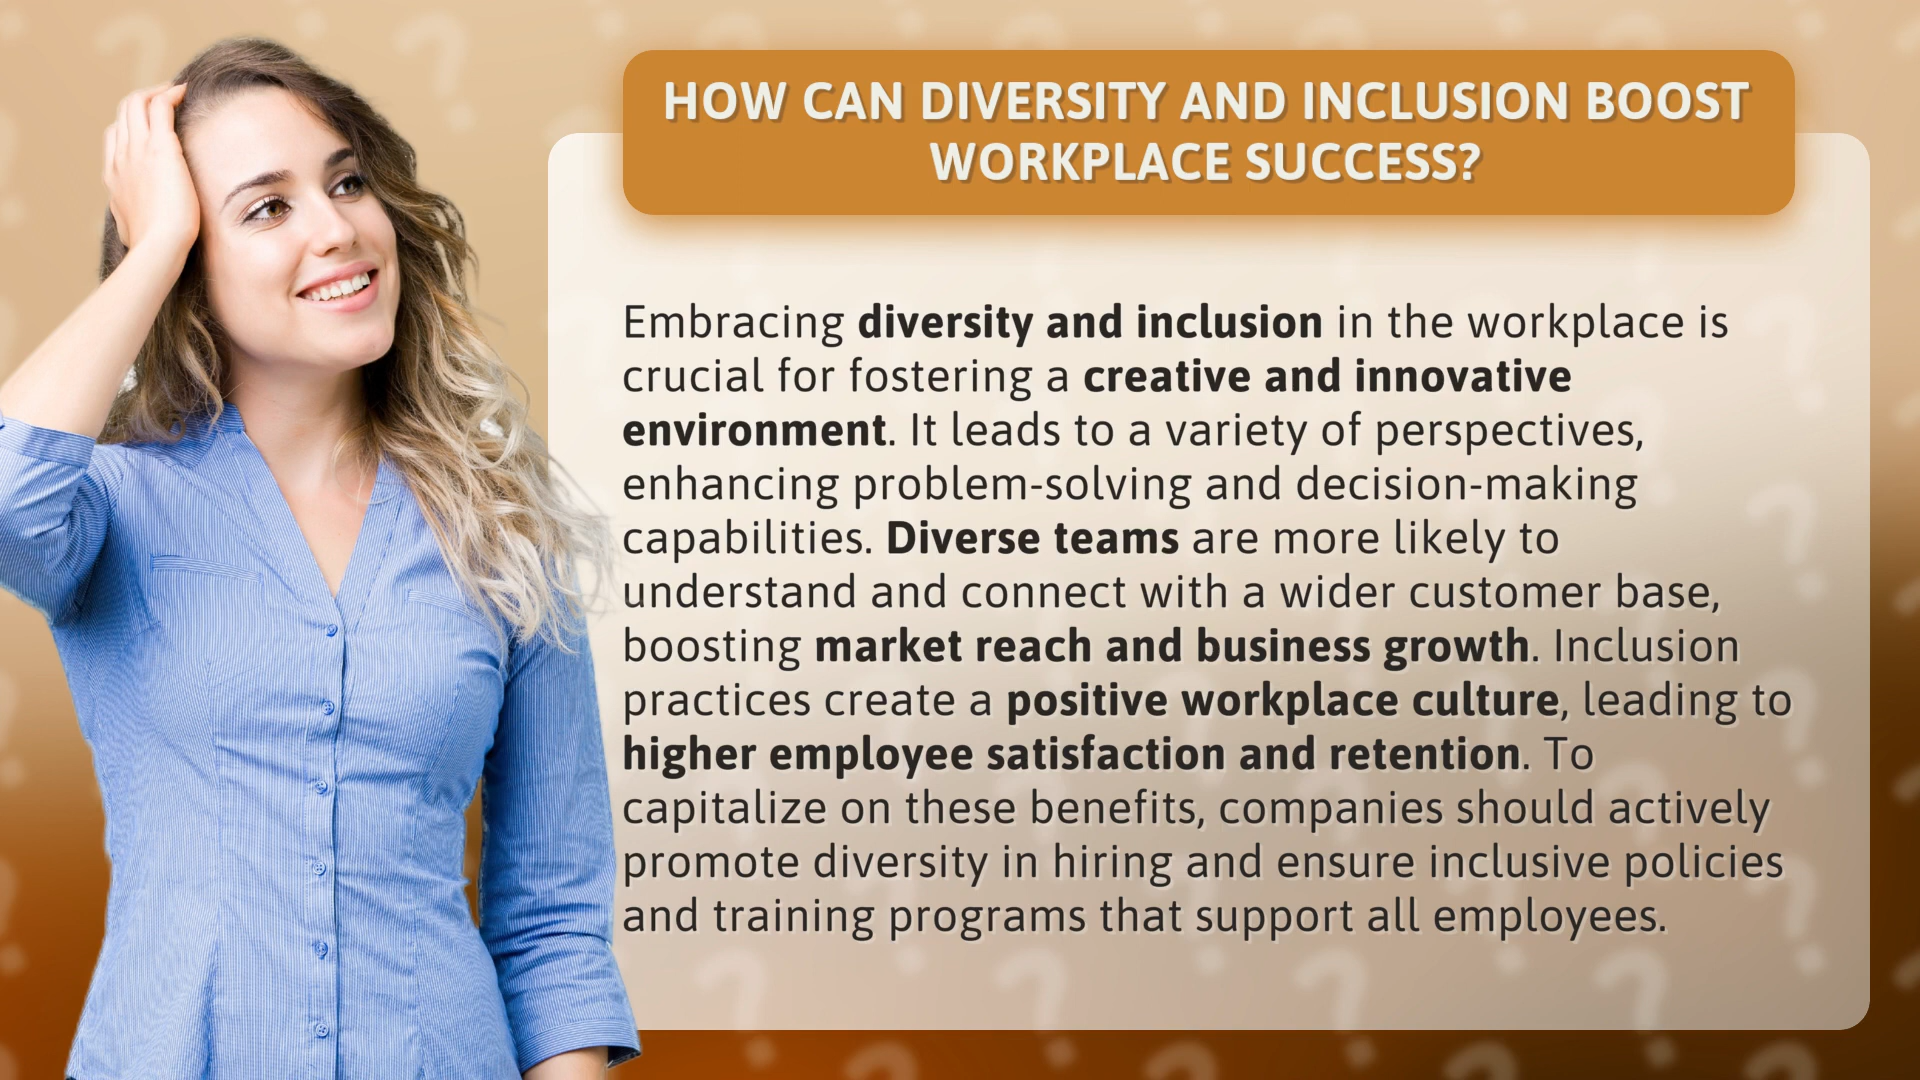 HOW CAN DIVERSITY AND INCLUSION BOOST
WORKPLACE SUCCESS?
Embracing diversity and inclusion in the workplace is
crucial for fostering a creative and innovative
environment. It leads to a variety of perspectives,
enhancing problem-solving and decision-making
capabilities. Diverse teams are more likely to
understand and connect with a wider customer base,
boosting market reach and business growth. Inclusion
practices create a positive workplace culture, leading to
higher employee satisfaction and retention. To
capitalize on these benefits, companies should actively
promote diversity in hiring and ensure inclusive policies
and training programs that support all employees.